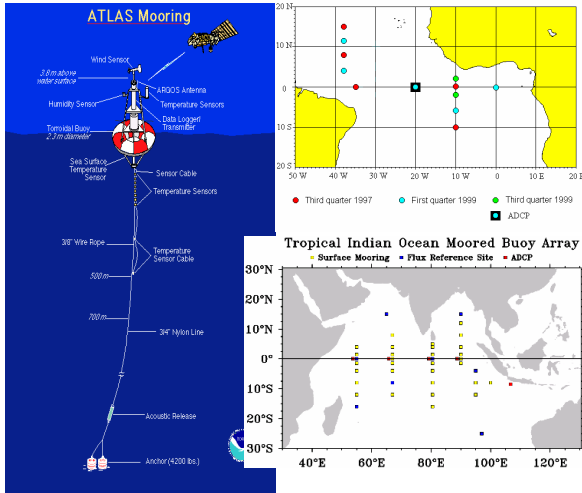 ATLAS Mooring
Wind Sensor
3.8 m above
water surface
ARGOS Antenna
Humidity Sensor
Temperature Sensors
Data Logger/
Transmitter
Torroidal Buoy
2.3 m diameter
Sea Surface
Temperature
Sensor
Sensor Cable
Temperature Sensors
3/8" Wire Rope
Temperature
Sensor Cable
500 m
700 m
3/4" Nylon Line
Acoustic Release
Anchor (4200 lbs.)
20 N
10 N
0
10 S
20 S
50 W
40 W
30 W
20 W
10 W
0
10 E
20 E
Third quarter 1997
First quarter 1999
Third quarter 1999
ADCP
Tropical Indian Ocean Moored Buoy Array
Surface Mooring
Flux Reference Site
ADCP
30°N
20°N
10°N
0°
10°S
20°S
30°S
40°E
60°E
80°E
100°E
120°E